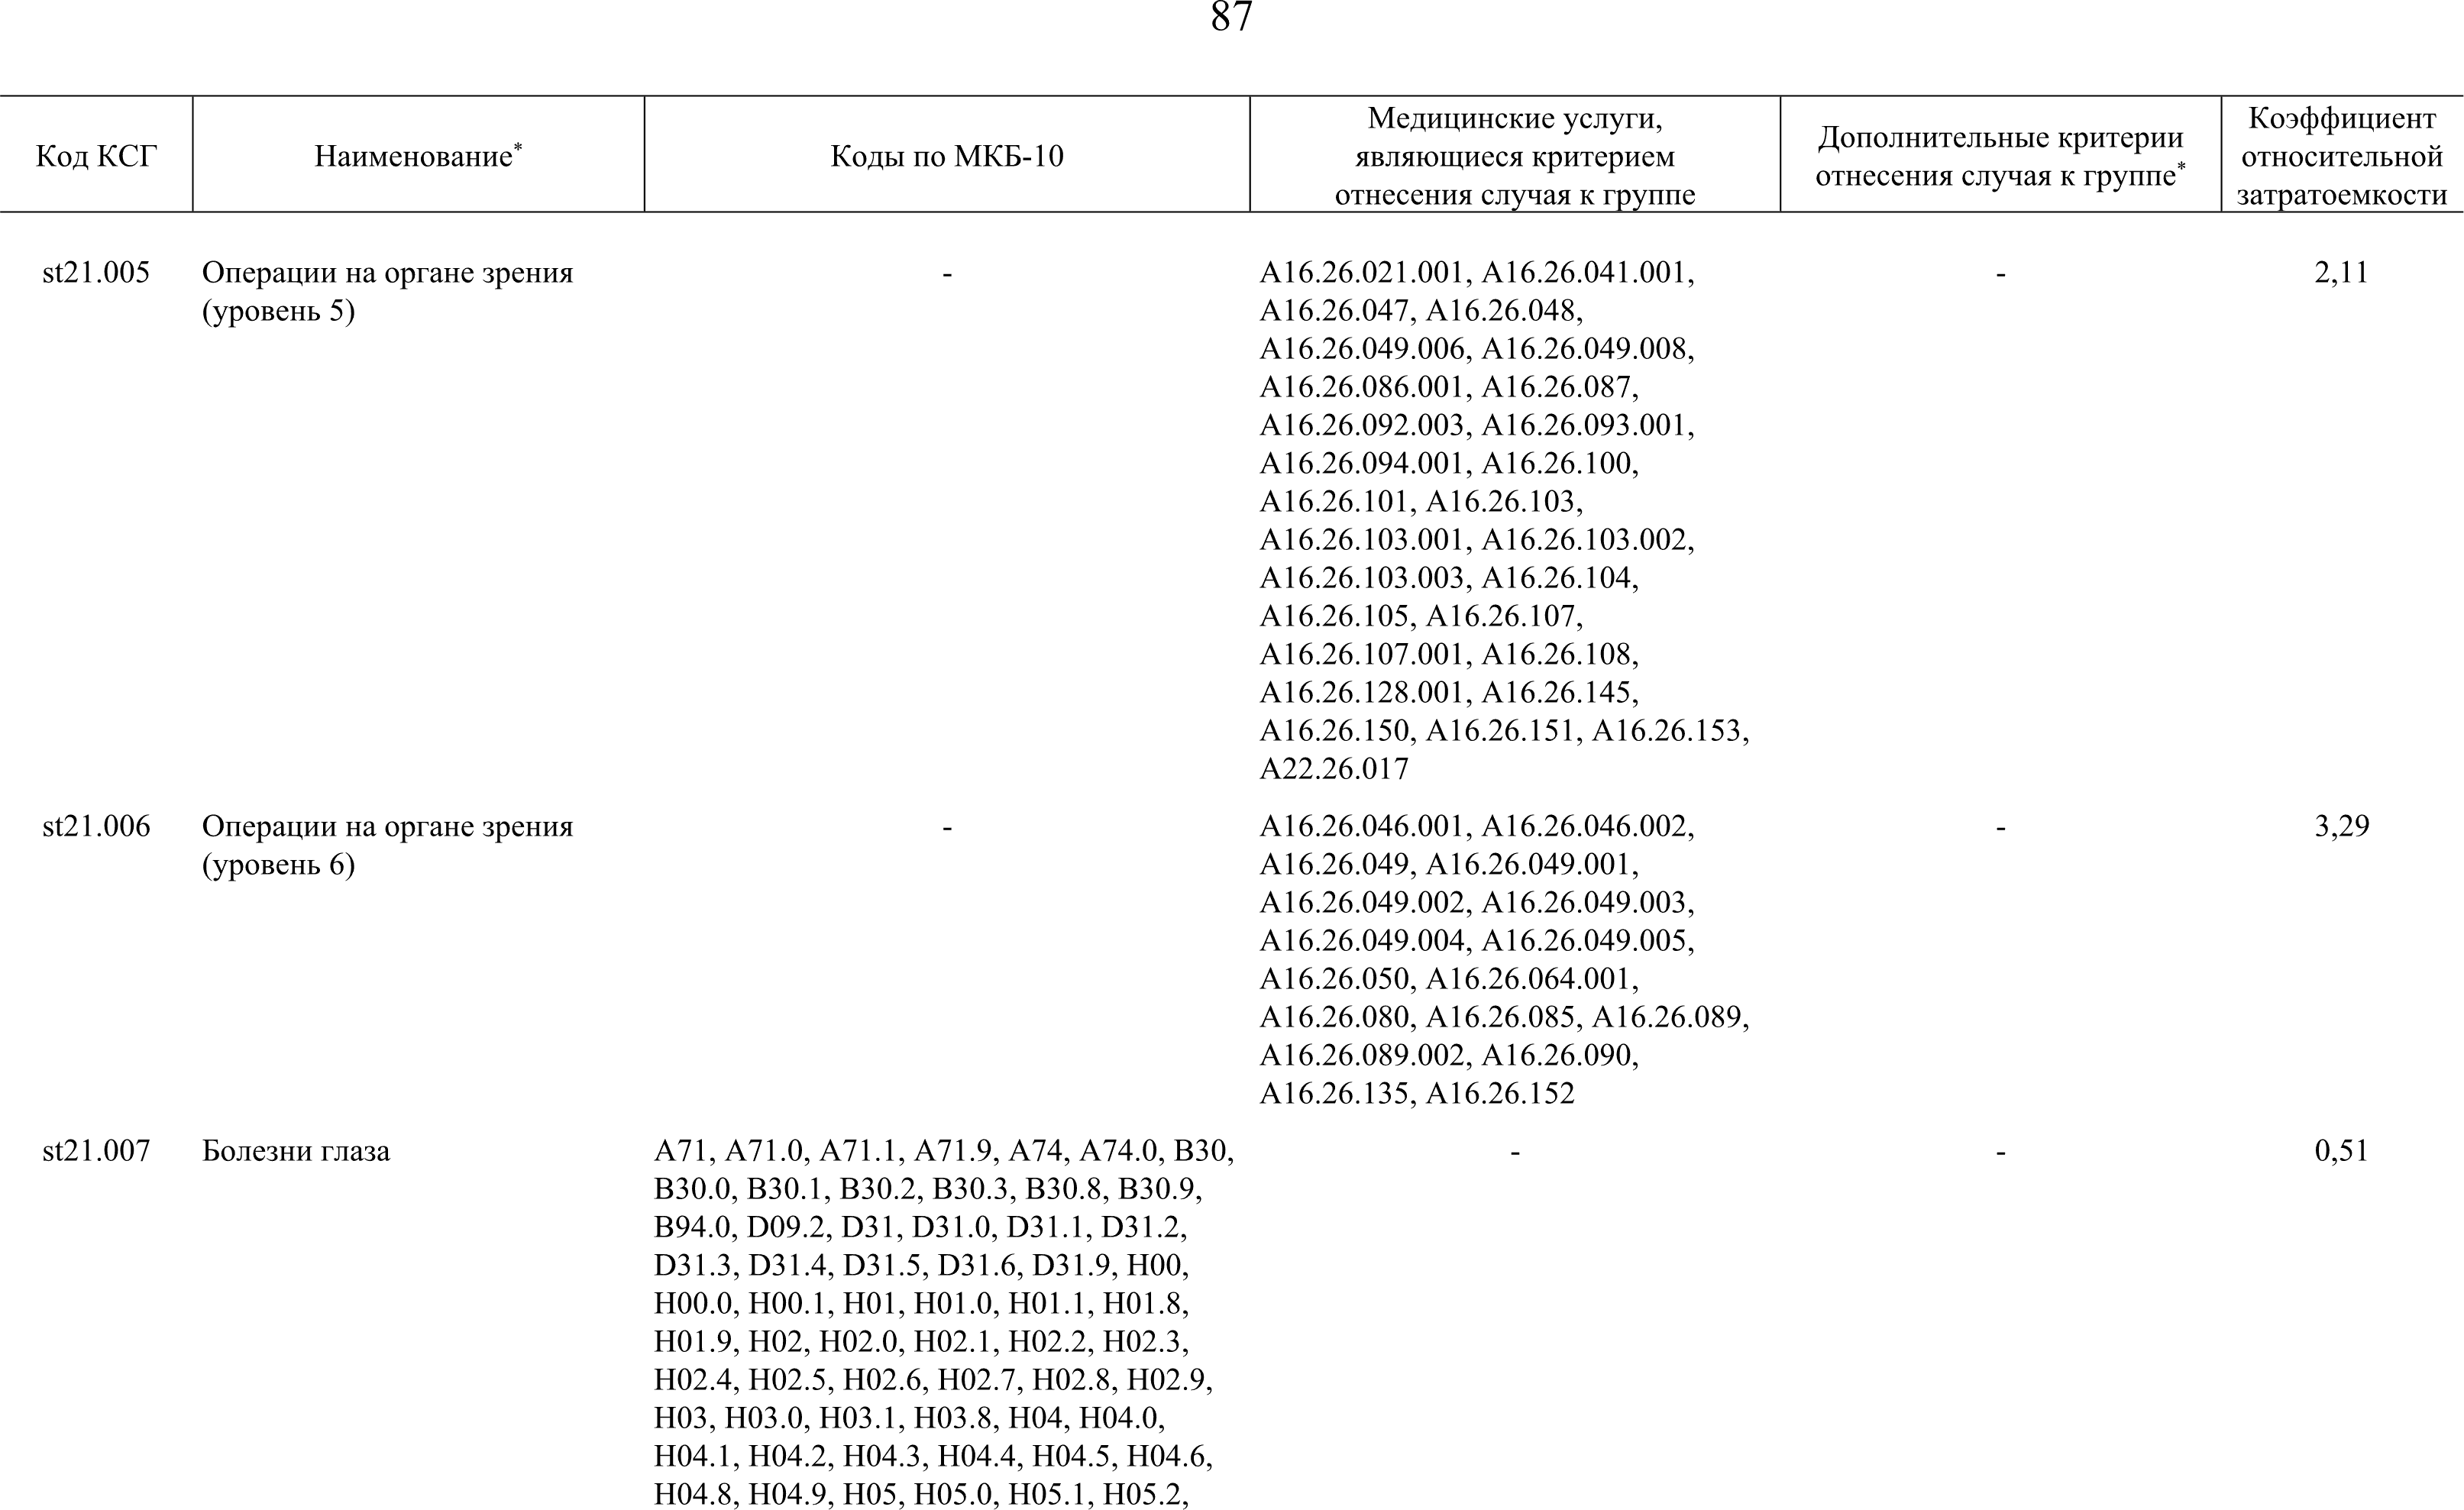 87
Код КСГ
Наименование*
Коды по МКБ-10
Медицинские услуги,
являющиеся критерием
отнесения случая к группе
Дополнительные критерии
отнесения случая к группе*
Коэффициент
относительной
затратоемкости
st21.005
Операции на органе зрения
(уровень 5)
-
A16.26.021.001, A16.26.041.001,
A16.26.047, A16.26.048,
A16.26.049.006, A16.26.049.008,
A16.26.086.001, A16.26.087,
A16.26.092.003, A16.26.093.001,
A16.26.094.001, A16.26.100,
A16.26.101, A16.26.103,
A16.26.103.001, A16.26.103.002,
A16.26.103.003, A16.26.104,
A16.26.105, A16.26.107,
A16.26.107.001, A16.26.108,
A16.26.128.001, A16.26.145,
A16.26.150, A16.26.151, A16.26.153,
A22.26.017
-
2,11
st21.006
Операции на органе зрения
(уровень 6)
-
A16.26.046.001, A16.26.046.002,
A16.26.049, A16.26.049.001,
A16.26.049.002, A16.26.049.003,
A16.26.049.004, A16.26.049.005,
A16.26.050, A16.26.064.001,
A16.26.080, A16.26.085, A16.26.089,
A16.26.089.002, A16.26.090,
A16.26.135, A16.26.152
-
3,29
st21.007
Болезни глаза
A71, A71.0, A71.1, A71.9, A74, A74.0, B30,
B30.0, B30.1, B30.2, B30.3, B30.8, B30.9,
B94.0, D09.2, D31, D31.0, D31.1, D31.2,
D31.3, D31.4, D31.5, D31.6, D31.9, H00,
H00.0, H00.1, H01, H01.0, H01.1, H01.8,
H01.9, H02, H02.0, H02.1, H02.2, H02.3,
H02.4, H02.5, H02.6, H02.7, H02.8, H02.9,
H03, H03.0, H03.1, H03.8, H04, H04.0,
H04.1, H04.2, H04.3, H04.4, H04.5, H04.6,
H04.8, H04.9, H05, H05.0, H05.1, H05.2,
-
-
0,51